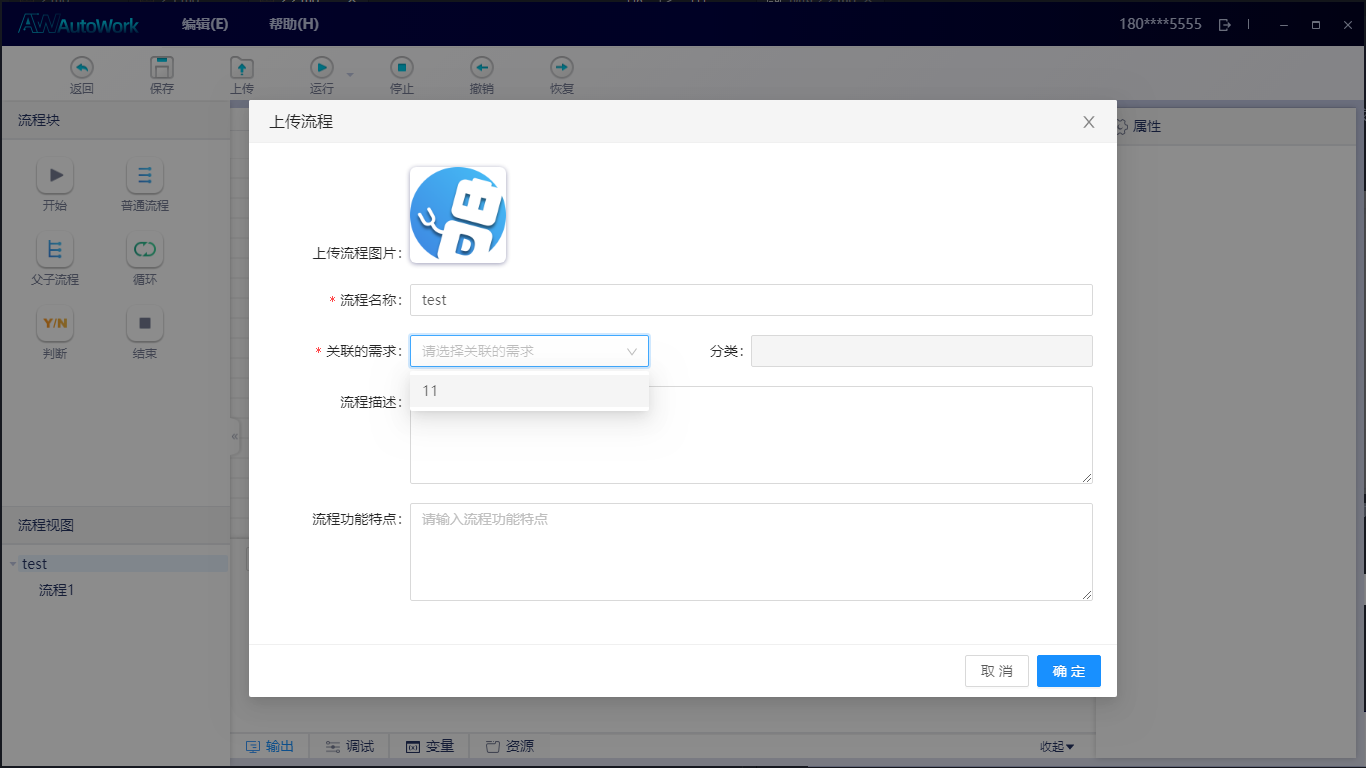 AWAutoWork 编辑(E) 帮助(H) 180****5555
返回 保存 上传 运行 停止 撤销 恢复
流程块
开始 普通流程
父子流程 循环
Y/N
判断 结束
流程视图
test
流程1
属性
上传流程
D
上传流程图片:
* 流程名称: test
* 关联的需求: 请选择关联的需求 分类:
11
流程描述:
流程功能特点: 请输入流程功能特点
取 消 确 定
输出 调试 变量 资源 收起